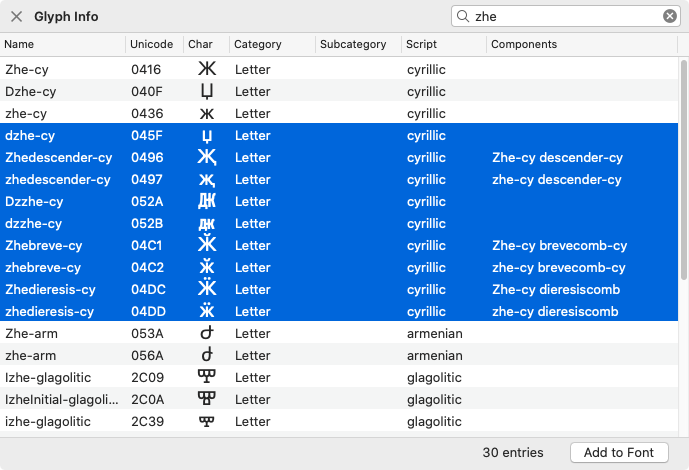 Glyph Info zhe
Name Unicode Char Category Subcategory Script Components
Zhe-cy 0416 Ж Letter cyrillic
Dzhe-cy 040F Џ Letter cyrillic
zhe-cy 0436 ж Letter cyrillic
dzhe-cy 045F џ Letter cyrillic
Zhedescender-cy 0496 Җ Letter cyrillic Zhe-cy descender-cy
zhedescender-cy 0497 җ Letter cyrillic zhe-cy descender-cy
Dzzhe-cy 052A Ԫ Letter cyrillic
dzzhe-cy 052B ԫ Letter cyrillic
Zhebreve-cy 04C1 Ӂ Letter cyrillic Zhe-cy brevecomb-cy
zhebreve-cy 04C2 ӂ Letter cyrillic zhe-cy brevecomb-cy
Zhedieresis-cy 04DC Ӝ Letter cyrillic Zhe-cy dieresiscomb
zhedieresis-cy 04DD ӝ Letter cyrillic zhe-cy dieresiscomb
Zhe-arm 053A Ժ Letter armenian
zhe-arm 056A ժ Letter armenian
Izhe-glagolitic 2C09 Ⰹ Letter glagolitic
IzheInitial-glagoli... 2C0A Ⰺ Letter glagolitic
izhe-glagolitic 2C39 ⰹ Letter glagolitic
30 entries Add to Font